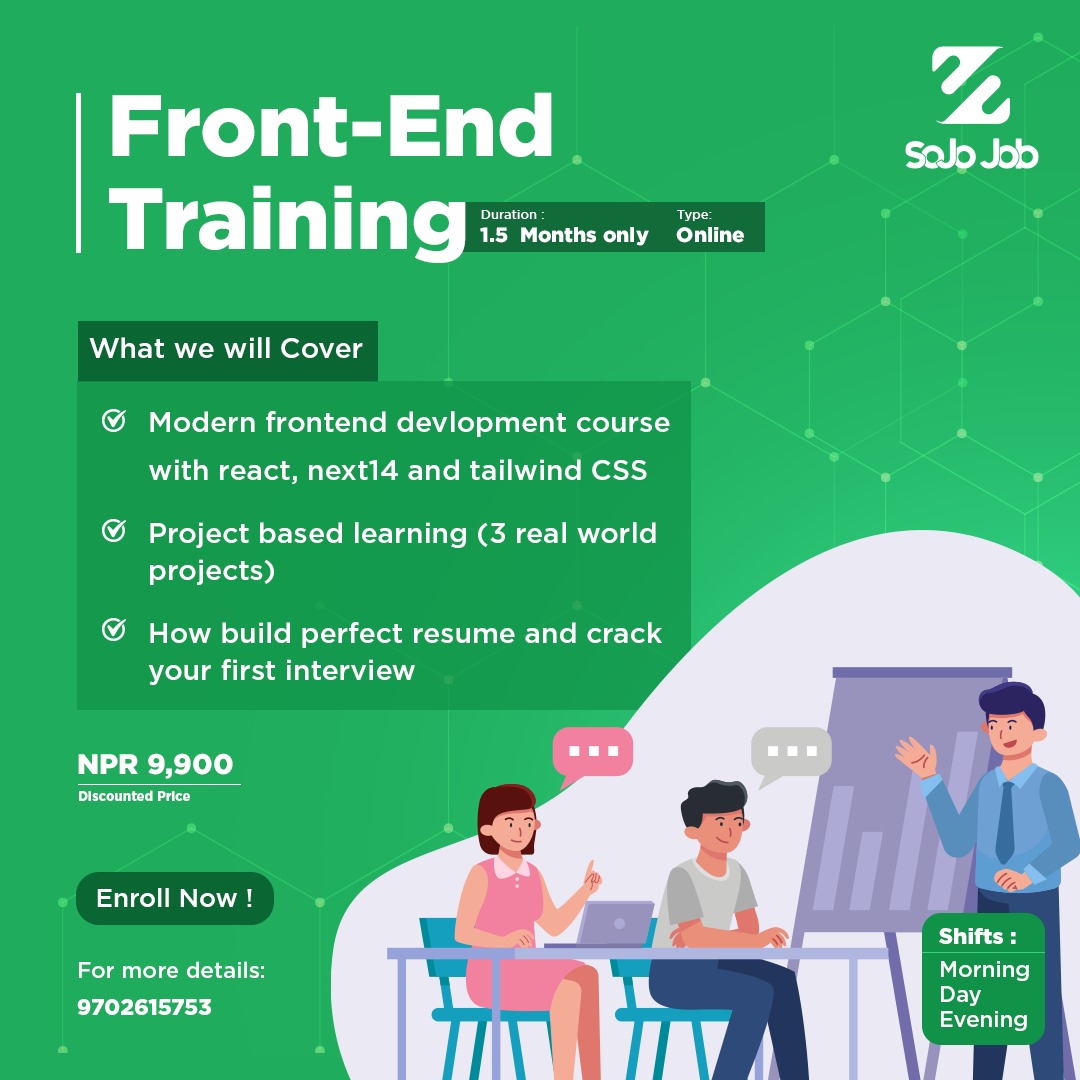 SoJo Job
Front-End
Training
Duration :
1.5 Months only
Type:
Online
What we will Cover
Modern frontend devlopment course
with react, next14 and tailwind CSS
Project based learning (3 real world
projects)
How build perfect resume and crack
your first interview
NPR 9,900
Discounted Price
Enroll Now !
For more details:
9702615753
Shifts :
Morning
Day
Evening